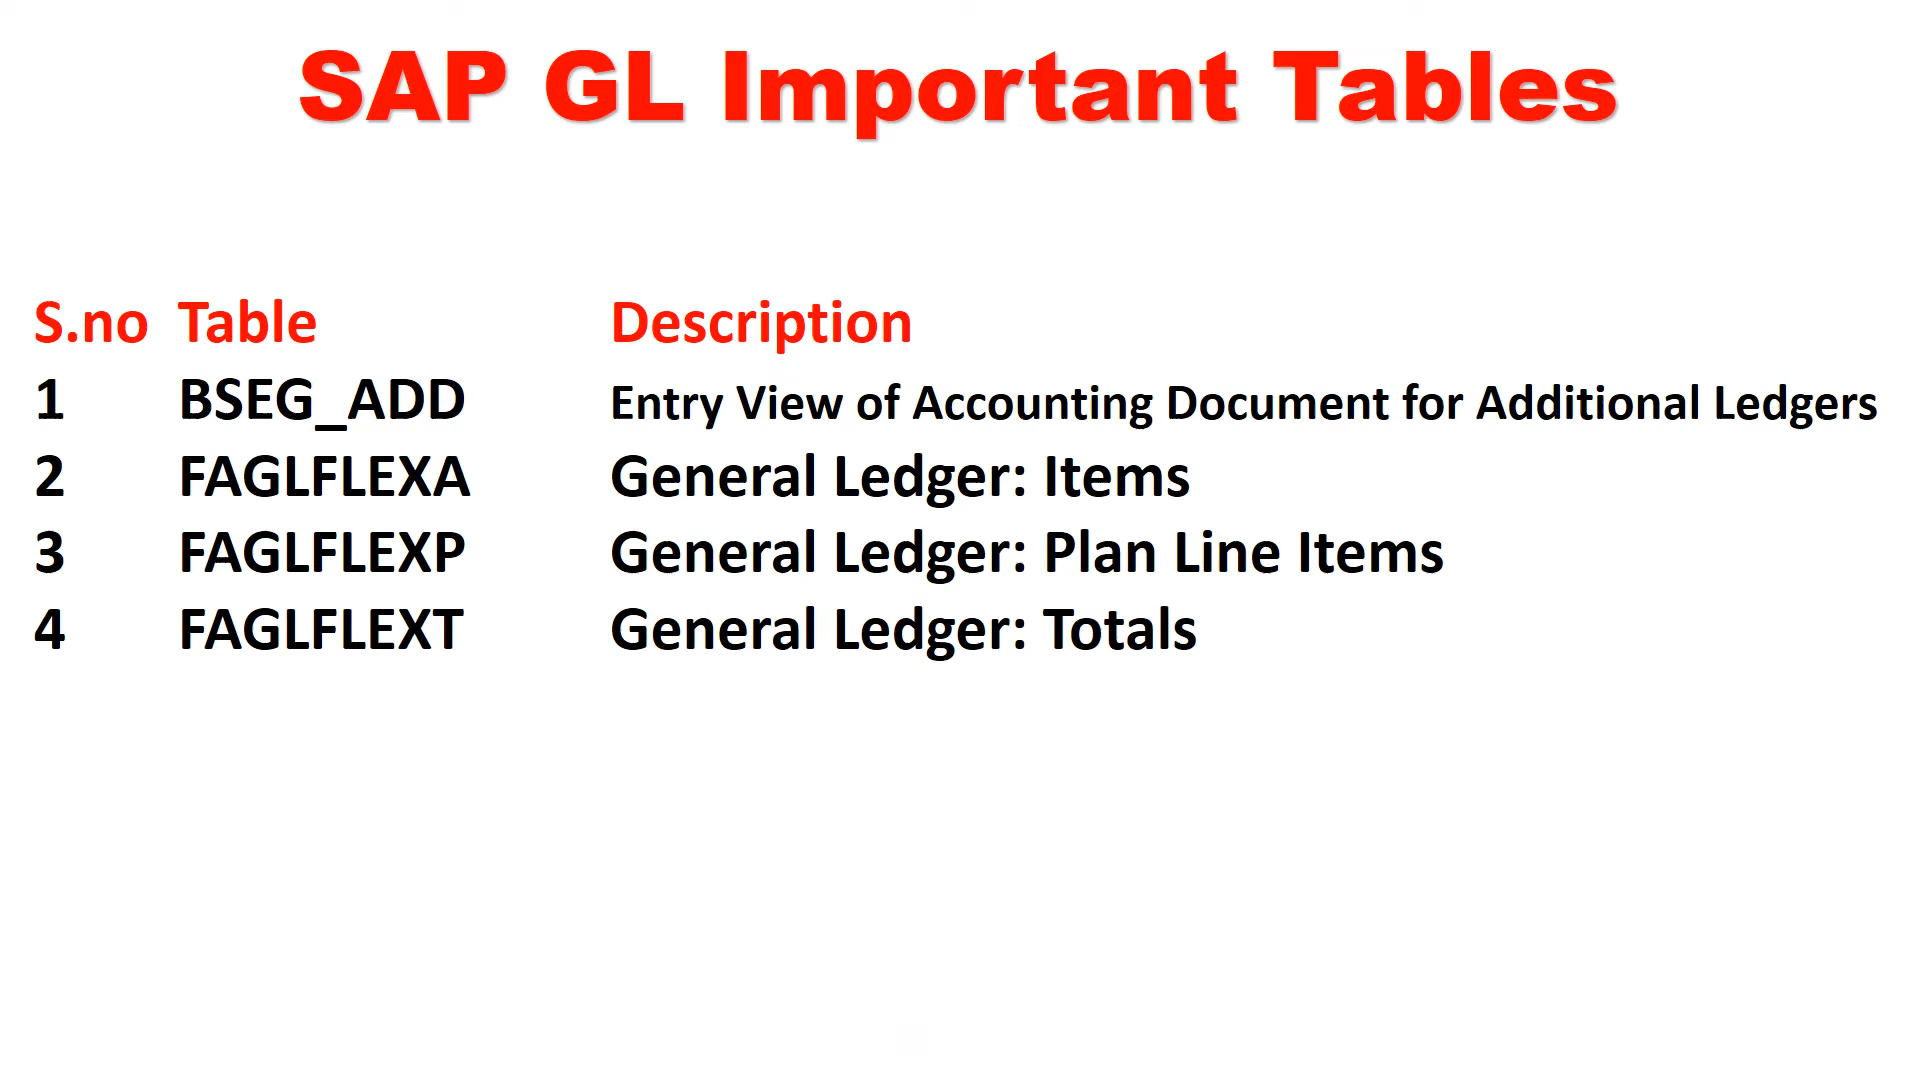 SAP GL Important Tables
S.no Table Description
1 BSEG_ADD Entry View of Accounting Document for Additional Ledgers
2 FAGLFLEXA General Ledger: Items
3 FAGLFLEXP General Ledger: Plan Line Items
4 FAGLFLEXT General Ledger: Totals